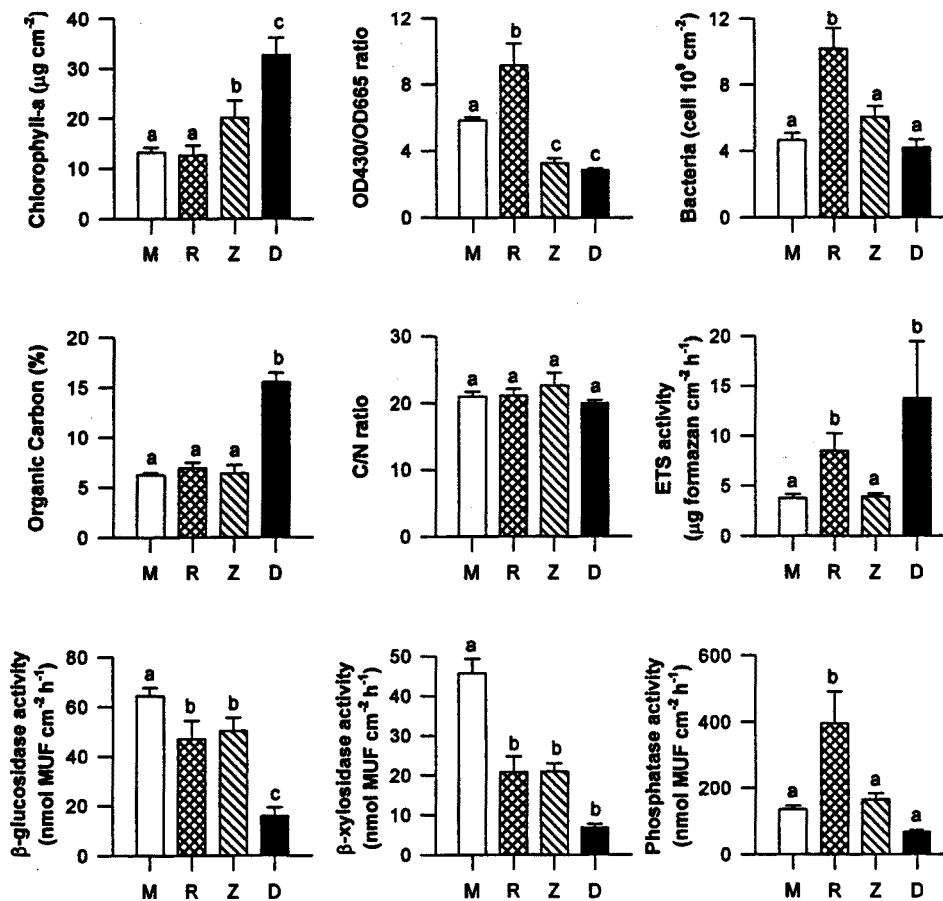 Chlorophyll-a (µg cm⁻²)
40
30
20
10
0
a
a
b
c
M R Z D
OD430/OD665 ratio
12
8
4
0
a
b
c
c
M R Z D
Bacteria (cell 10⁹ cm⁻²)
12
8
4
0
a
b
a
a
M R Z D
Organic Carbon (%)
20
15
10
5
0
a
a
a
b
M R Z D
C/N ratio
30
20
10
0
a
a
a
a
M R Z D
ETS activity
(µg formazan cm⁻² h⁻¹)
20
15
10
5
0
a
b
a
b
M R Z D
β-glucosidase activity
(nmol MUF cm⁻² h⁻¹)
80
60
40
20
0
a
b
b
c
M R Z D
β-xylosidase activity
(nmol MUF cm⁻² h⁻¹)
50
40
30
20
10
0
a
b
b
b
M R Z D
Phosphatase activity
(nmol MUF cm⁻² h⁻¹)
600
400
200
0
a
b
a
a
M R Z D